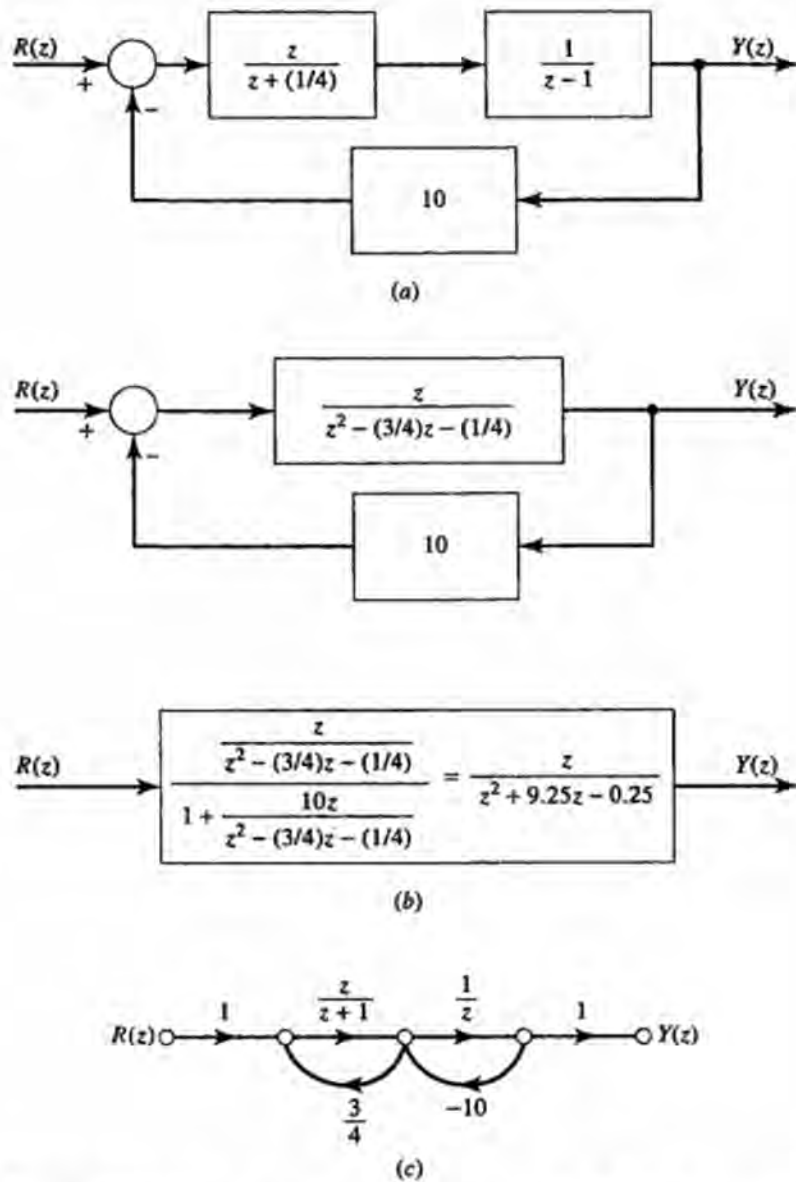 R(z) + - z/(z + (1/4)) 1/(z − 1) Y(z)
10
(a)
R(z) + - z/(z² − (3/4)z − (1/4)) Y(z)
10
R(z) (z/(z² − (3/4)z − (1/4)))/(1 + 10z/(z² − (3/4)z − (1/4))) = z/(z² + 9.25z − 0.25) Y(z)
(b)
R(z) 1 z/(z + 1) 1/z 1 Y(z)
3/4 −10
(c)